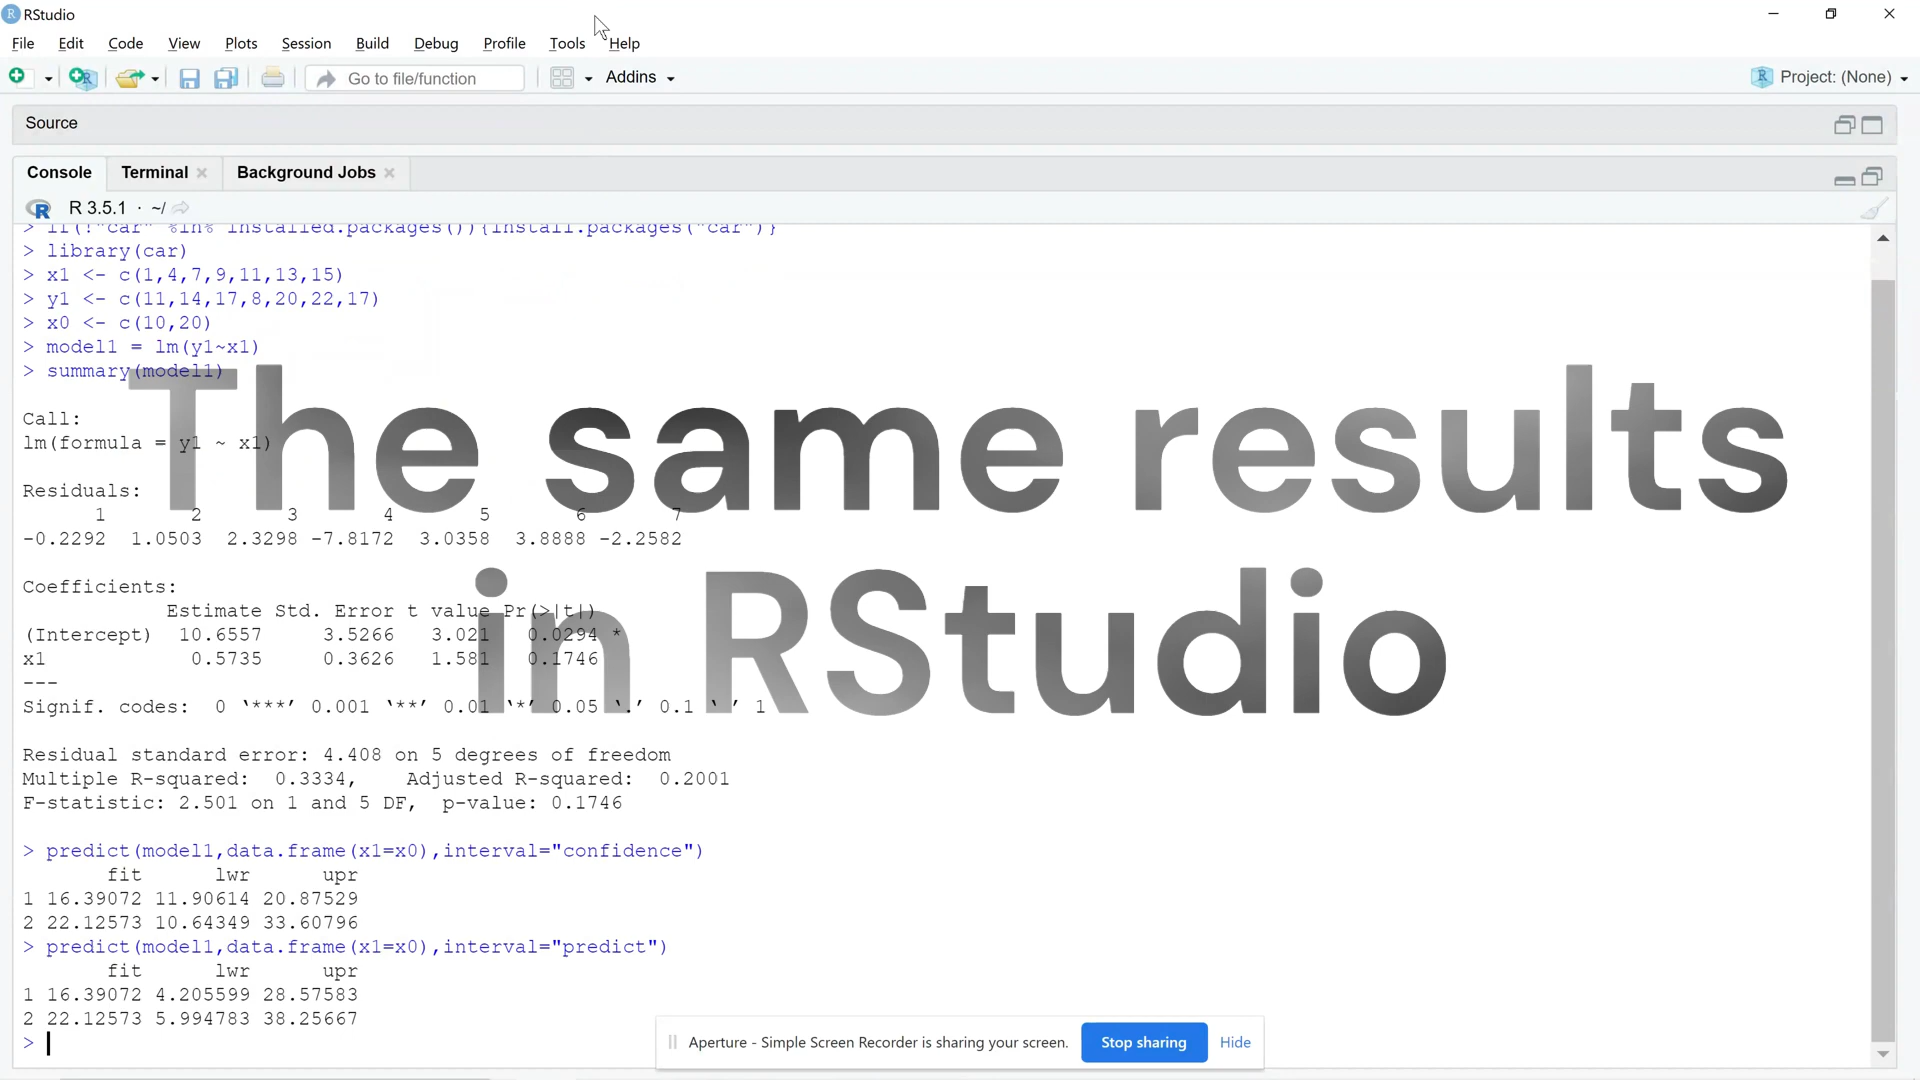 RStudio
File Edit Code View Plots Session Build Debug Profile Tools Help
Go to file/function Addins Project: (None)
Source
Console Terminal Background Jobs
R 3.5.1 · ~/
> if(!"car" %in% installed.packages()){install.packages("car")}
> library(car)
> x1 <- c(1,4,7,9,11,13,15)
> y1 <- c(11,14,17,8,20,22,17)
> x0 <- c(10,20)
> model1 = lm(y1~x1)
> summary(model1)
The same results
in RStudio
Call:
lm(formula = y1 ~ x1)
Residuals:
1 2 3 4 5 6 7
-0.2292 1.0503 2.3298 -7.8172 3.0358 3.8888 -2.2582
Coefficients:
Estimate Std. Error t value Pr(>|t|)
(Intercept) 10.6557 3.5266 3.021 0.0294 *
x1 0.5735 0.3626 1.581 0.1746
---
Signif. codes: 0 ‘***’ 0.001 ‘**’ 0.01 ‘*’ 0.05 ‘.’ 0.1 ‘ ’ 1
Residual standard error: 4.408 on 5 degrees of freedom
Multiple R-squared: 0.3334, Adjusted R-squared: 0.2001
F-statistic: 2.501 on 1 and 5 DF, p-value: 0.1746
> predict(model1,data.frame(x1=x0),interval="confidence")
fit lwr upr
1 16.39072 11.90614 20.87529
2 22.12573 10.64349 33.60796
> predict(model1,data.frame(x1=x0),interval="predict")
fit lwr upr
1 16.39072 4.205599 28.57583
2 22.12573 5.994783 38.25667
>
Aperture - Simple Screen Recorder is sharing your screen. Stop sharing Hide